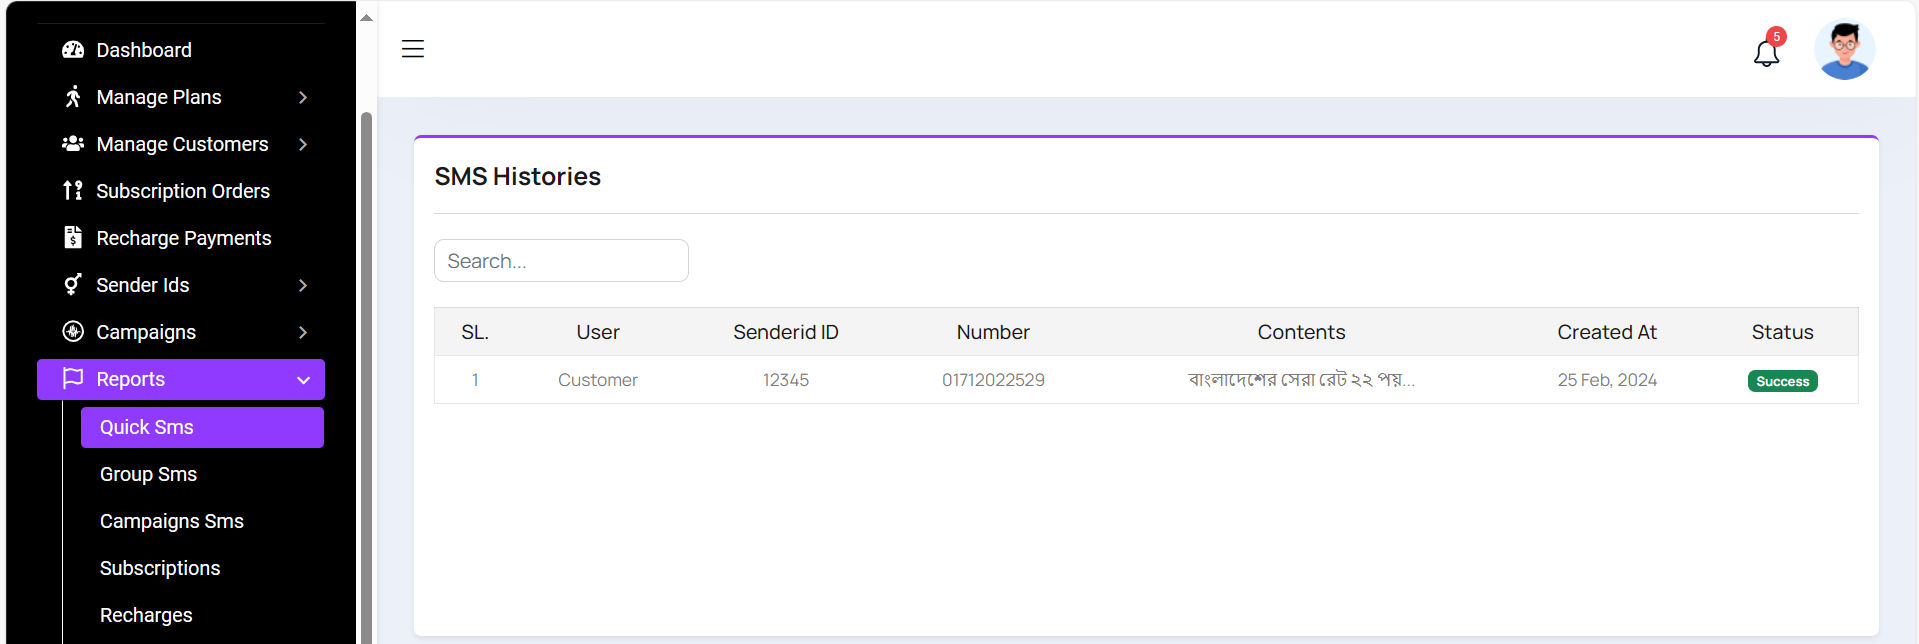 Dashboard
Manage Plans
Manage Customers
Subscription Orders
Recharge Payments
Sender Ids
Campaigns
Reports
Quick Sms
Group Sms
Campaigns Sms
Subscriptions
Recharges
5
SMS Histories
Search...
SL. User Senderid ID Number Contents Created At Status
1 Customer 12345 01712022529 বাংলাদেশের সেরা রেট ২২ পয়... 25 Feb, 2024 Success